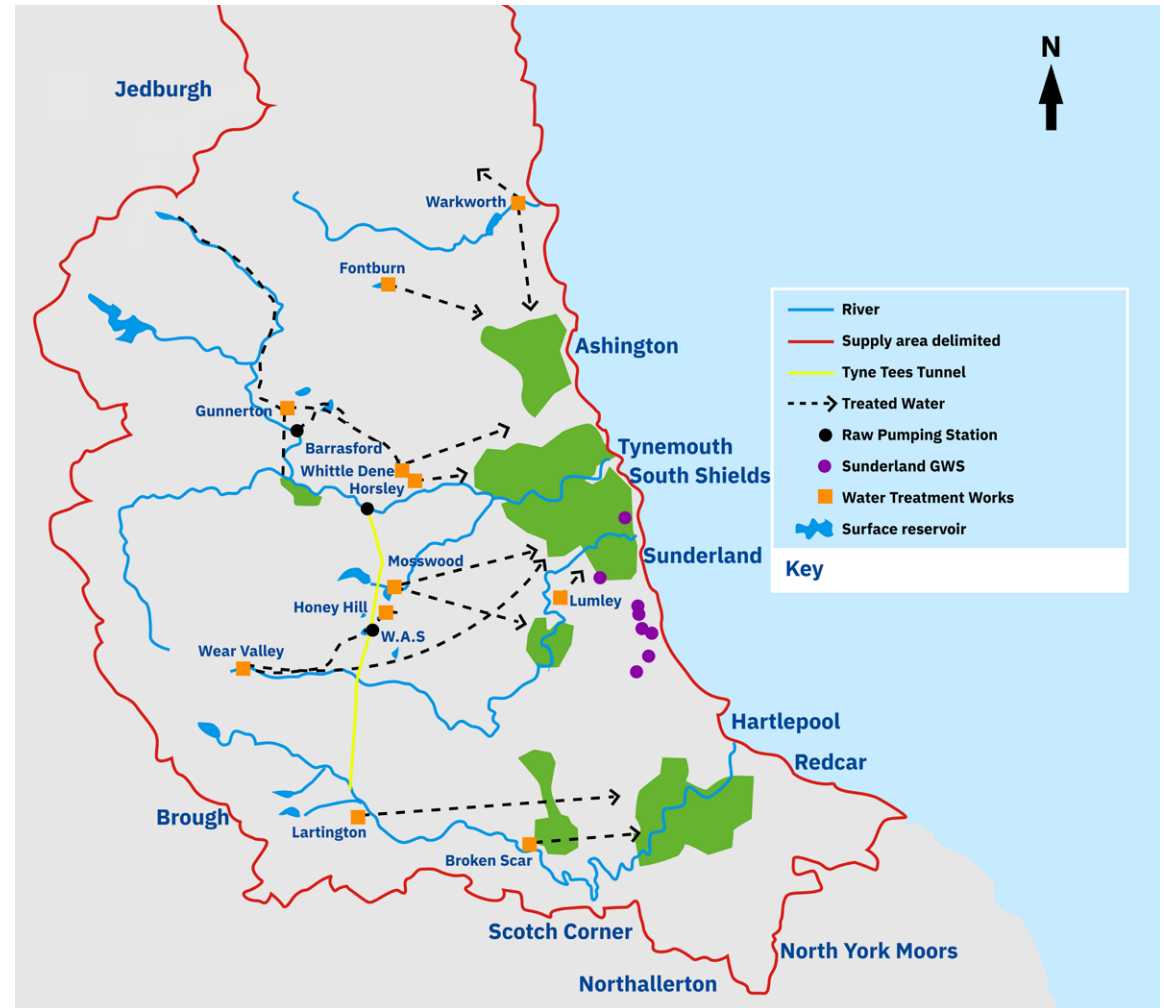 N
Jedburgh
Warkworth
Fontburn
Ashington
Gunnerton
Barrasford
Whittle Dene
Horsley
Tynemouth
South Shields
Mosswood
Sunderland
Honey Hill
Lumley
W.A.S
Wear Valley
Hartlepool
Redcar
Brough
Lartington
Broken Scar
Scotch Corner
North York Moors
Northallerton
River
Supply area delimited
Tyne Tees Tunnel
Treated Water
Raw Pumping Station
Sunderland GWS
Water Treatment Works
Surface reservoir
Key